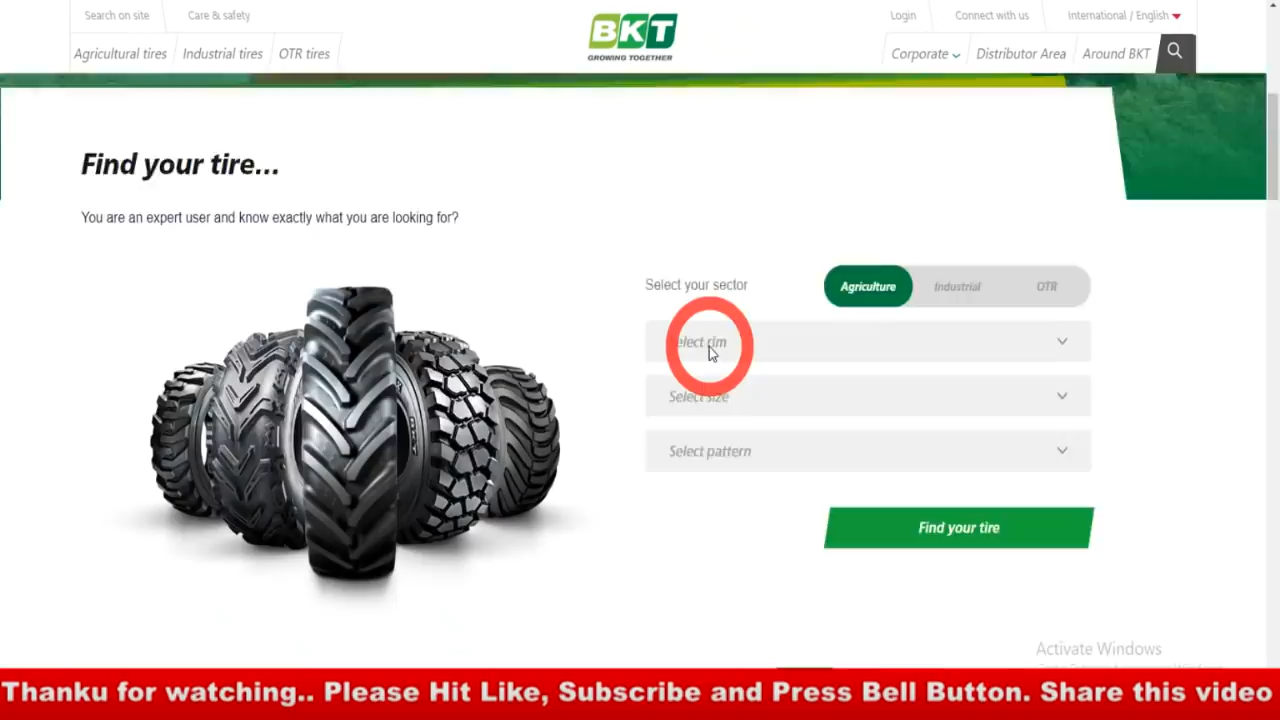 Search on site
Care & safety
Login
Connect with us
International / English
Agricultural tires
Industrial tires
OTR tires
BKT
GROWING TOGETHER
Corporate
Distributor Area
Around BKT
Find your tire...
You are an expert user and know exactly what you are looking for?
Select your sector
Agriculture
Industrial
OTR
elect rim
Select size
Select pattern
Find your tire
Activate Windows
Thanku for watching.. Please Hit Like, Subscribe and Press Bell Button. Share this video